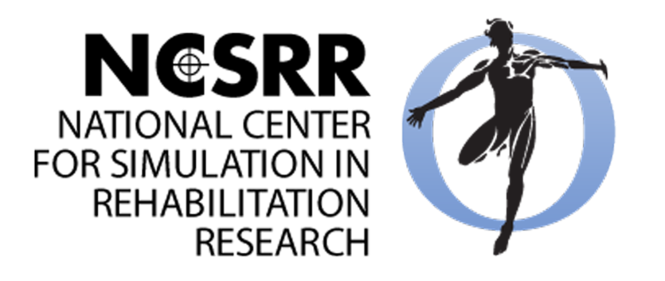 NCSRR
NATIONAL CENTER
FOR SIMULATION IN
REHABILITATION
RESEARCH